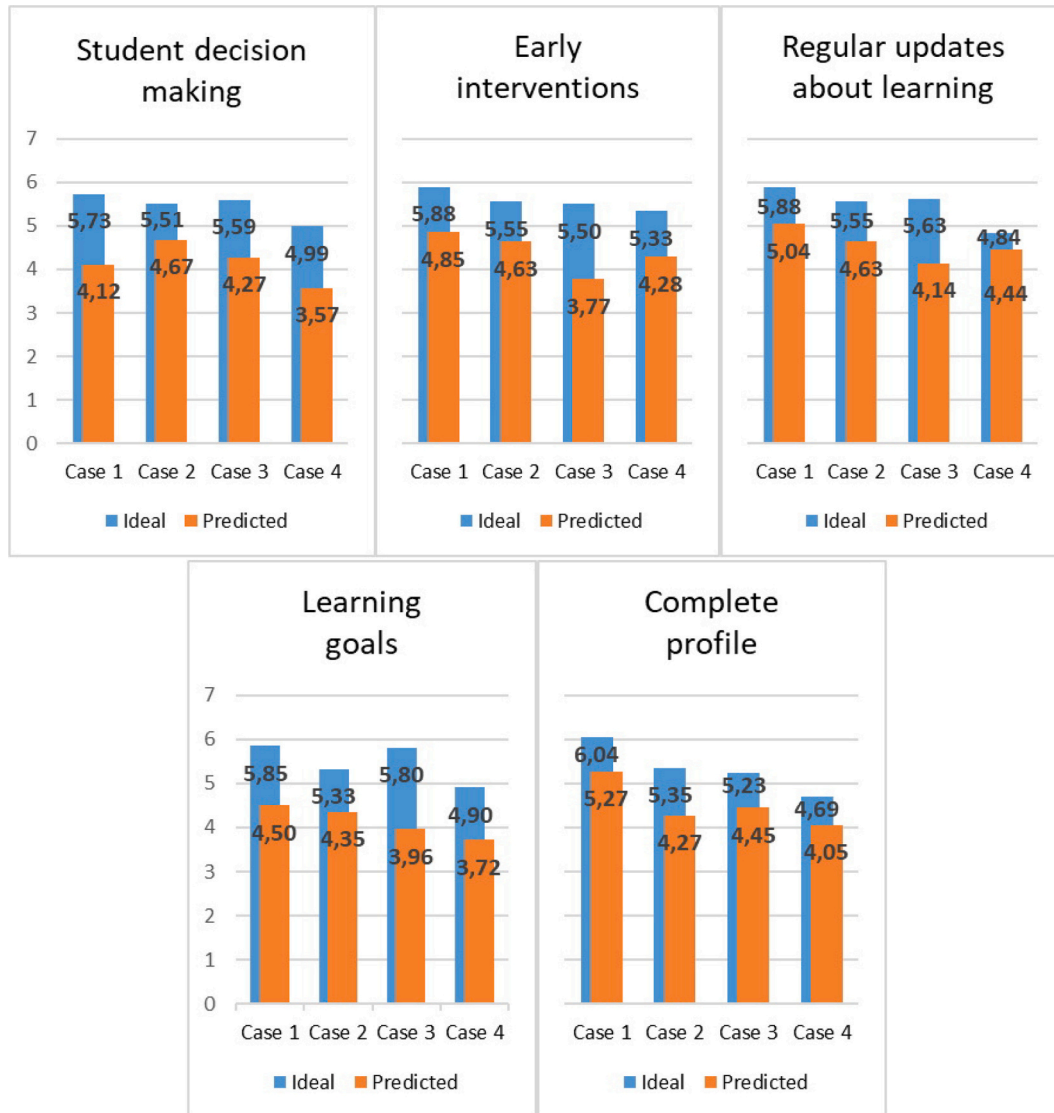 Student decision
making
Early
interventions
Regular updates
about learning
7
6
5
4
3
2
1
0
5,73
5,51
5,59
4,99
4,12
4,67
4,27
3,57
5,88
5,55
5,50
5,33
4,85
4,63
3,77
4,28
5,88
5,55
5,63
4,84
5,04
4,63
4,14
4,44
Case 1 Case 2 Case 3 Case 4
Case 1 Case 2 Case 3 Case 4
Case 1 Case 2 Case 3 Case 4
Ideal Predicted
Ideal Predicted
Ideal Predicted
Learning
goals
Complete
profile
7
6
5
4
3
2
1
0
5,85
5,33
5,80
4,90
4,50
4,35
3,96
3,72
6,04
5,35
5,23
4,69
5,27
4,27
4,45
4,05
Case 1 Case 2 Case 3 Case 4
Case 1 Case 2 Case 3 Case 4
Ideal Predicted
Ideal Predicted